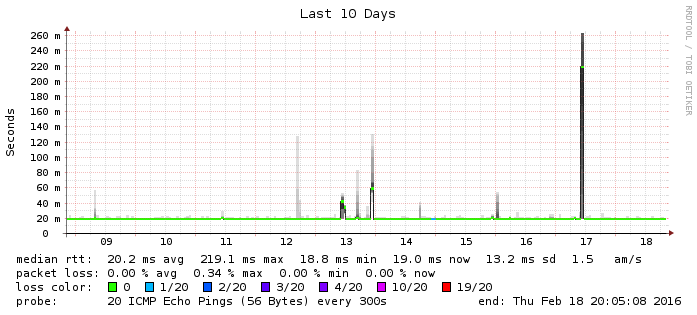 Last 10 Days
RRDTOOL / TOBI OETIKER
Seconds
260 m
240 m
220 m
200 m
180 m
160 m
140 m
120 m
100 m
80 m
60 m
40 m
20 m
0
09 10 11 12 13 14 15 16 17 18
median rtt: 20.2 ms avg 219.1 ms max 18.8 ms min 19.0 ms now 13.2 ms sd 1.5 am/s
packet loss: 0.00 % avg 0.34 % max 0.00 % min 0.00 % now
loss color: 0 1/20 2/20 3/20 4/20 10/20 19/20
probe: 20 ICMP Echo Pings (56 Bytes) every 300s end: Thu Feb 18 20:05:08 2016